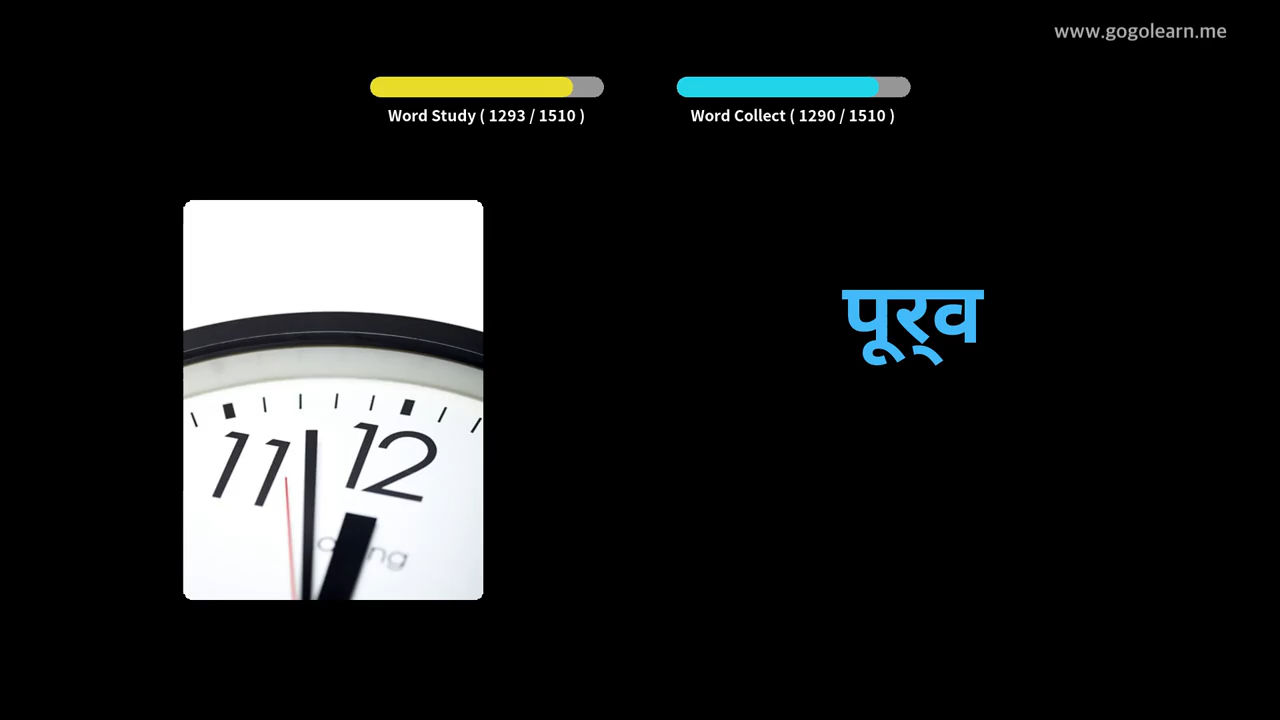 www.gogolearn.me
Word Study ( 1293 / 1510 )
Word Collect ( 1290 / 1510 )
पूर्व
11 12